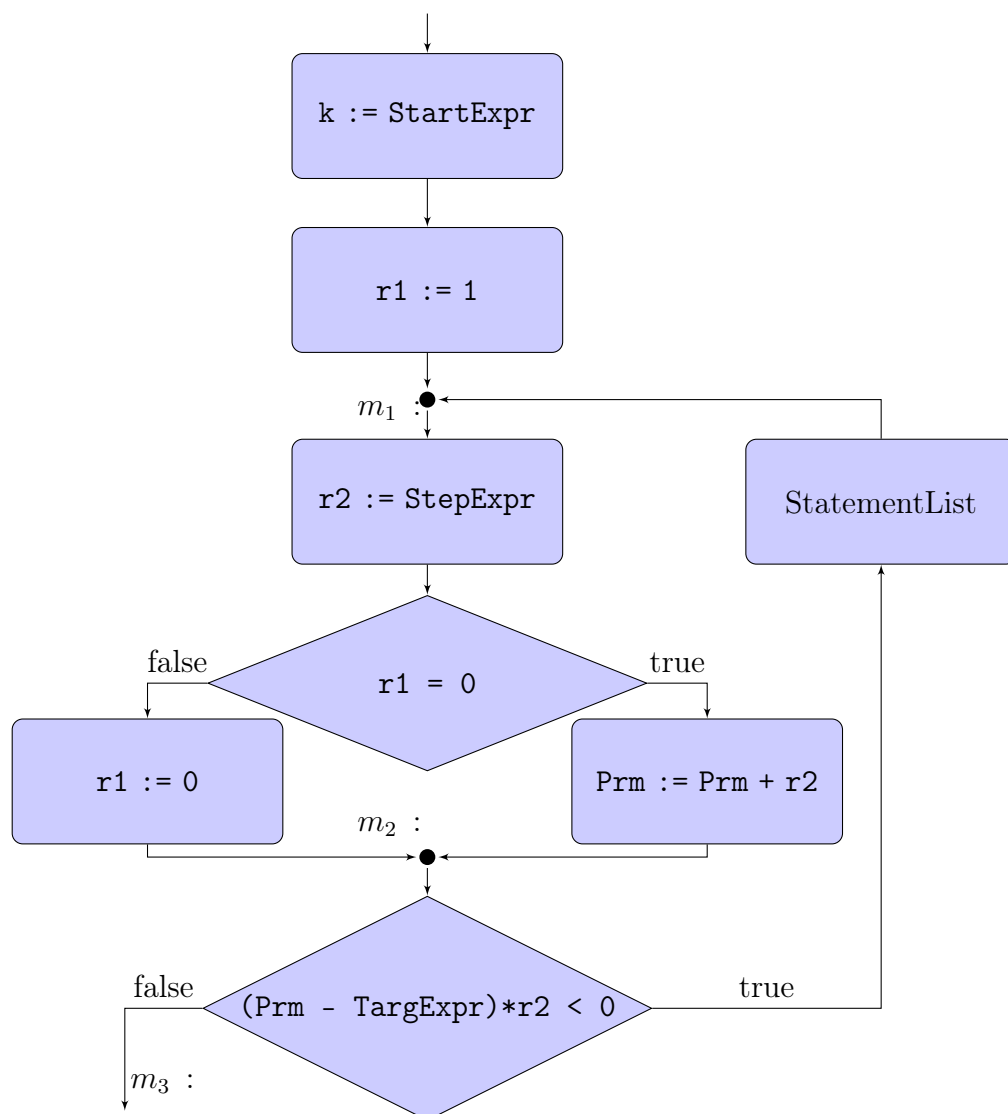 k := StartExpr
r1 := 1
m₁ :
r2 := StepExpr
StatementList
false
true
r1 = 0
r1 := 0
Prm := Prm + r2
m₂ :
false
true
(Prm - TargExpr)*r2 < 0
m₃ :